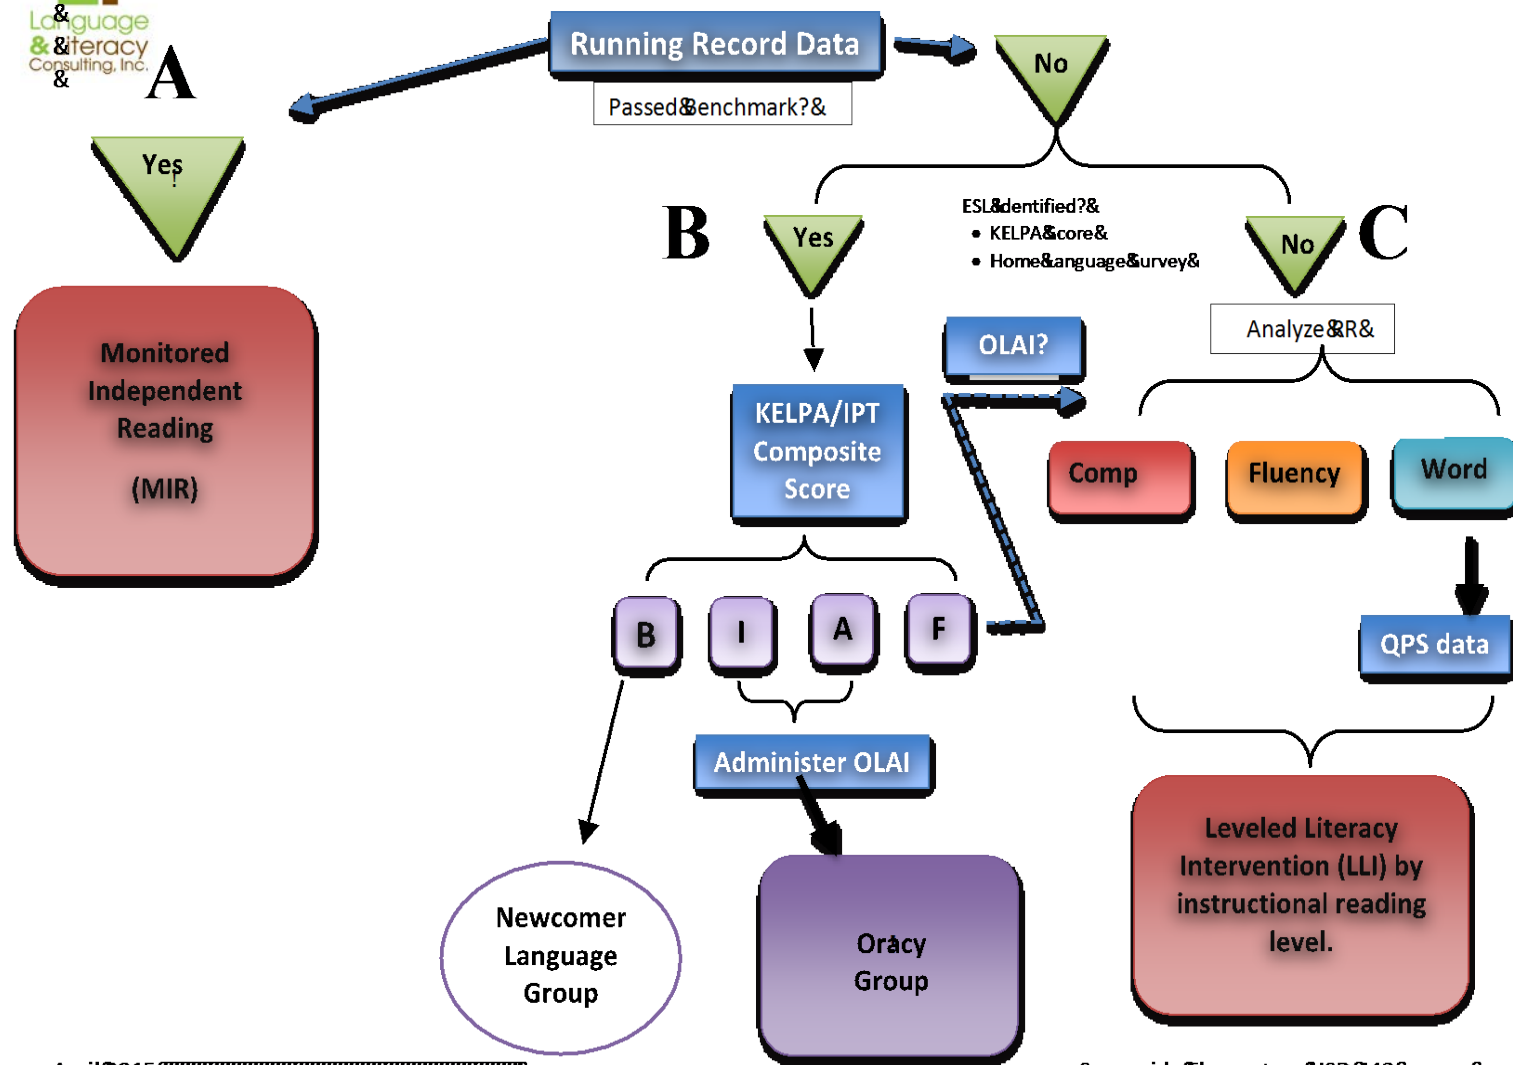 &
Language
& &iteracy
Consulting, Inc.
&
A
Running Record Data
Passed&Benchmark?&
No
Yes
!
B
Yes
ESL&Identified?&
• KELPA&Score&
• Home&Language&Survey&
No
C
Analyze&RR&
OLAI?
Monitored
Independent
Reading
(MIR)
KELPA/IPT
Composite
Score
Comp
Fluency
Word
B
I
A
F
QPS data
Administer OLAI
Leveled Literacy
Intervention (LLI) by
instructional reading
level.
Newcomer
Language
Group
Oracy
Group